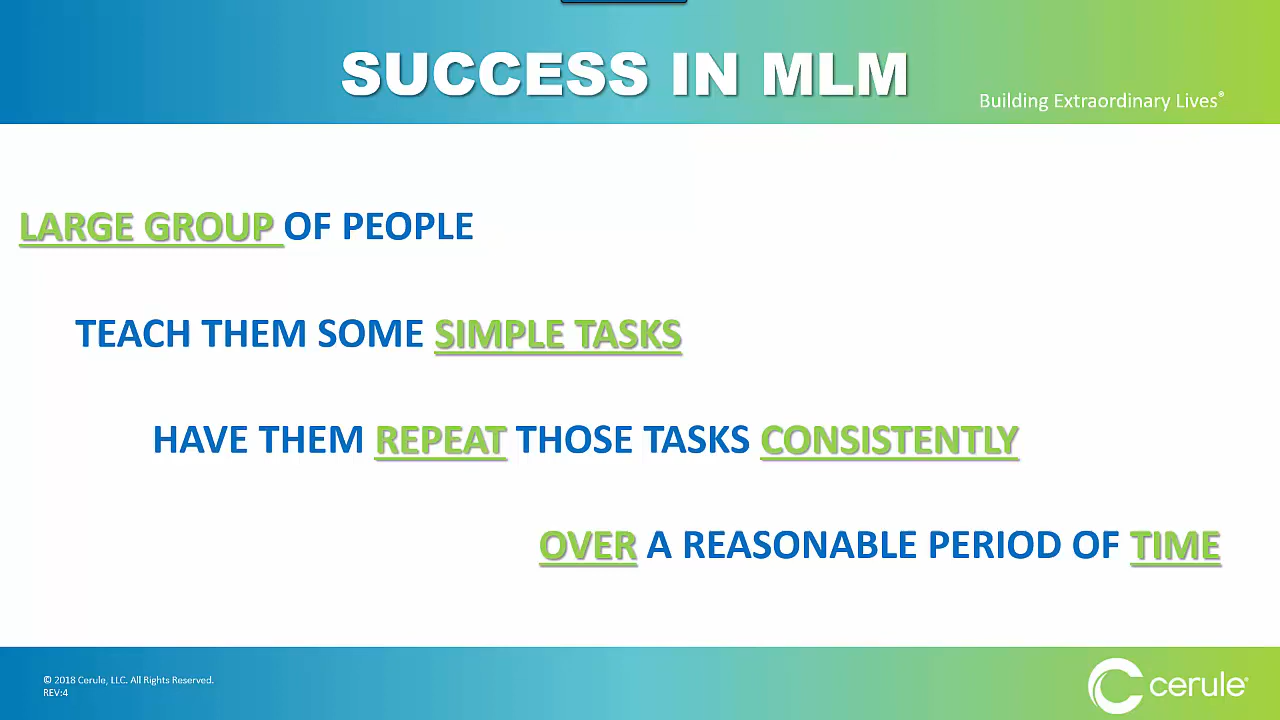 SUCCESS IN MLM
Building Extraordinary Lives®
LARGE GROUP OF PEOPLE
TEACH THEM SOME SIMPLE TASKS
HAVE THEM REPEAT THOSE TASKS CONSISTENTLY
OVER A REASONABLE PERIOD OF TIME
© 2018 Cerule, LLC. All Rights Reserved.
REV:4
cerule®